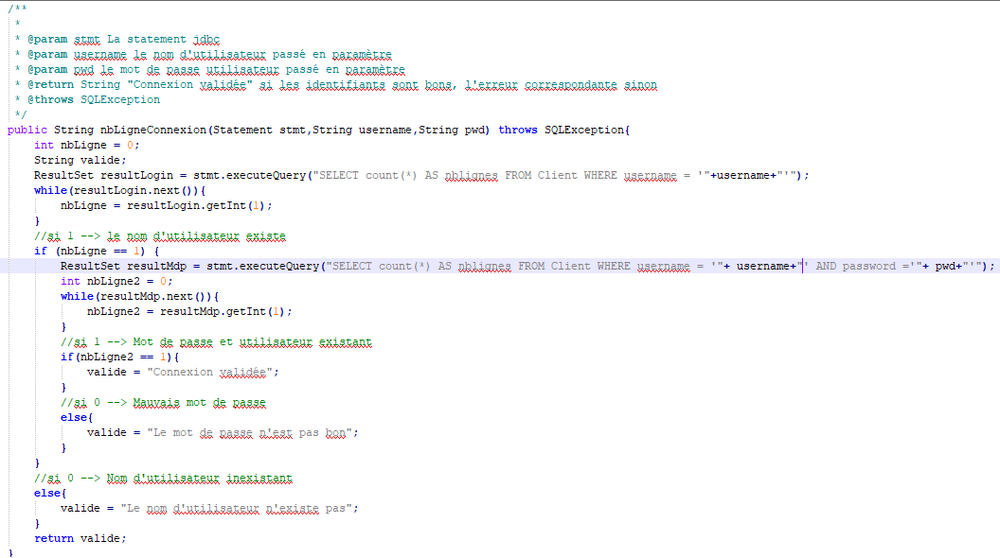 /**
 *
 * @param stmt La statement jdbc
 * @param username le nom d'utilisateur passé en paramètre
 * @param pwd le mot de passe utilisateur passé en paramètre
 * @return String "Connexion validée" si les identifiants sont bons, l'erreur correspondante sinon
 * @throws SQLException
 */
public String nbLigneConnexion(Statement stmt,String username,String pwd) throws SQLException{
    int nbLigne = 0;
    String valide;
    ResultSet resultLogin = stmt.executeQuery("SELECT count(*) AS nblignes FROM Client WHERE username = '"+username+"'");
    while(resultLogin.next()){
        nbLigne = resultLogin.getInt(1);
    }
    //si 1 --> le nom d'utilisateur existe
    if (nbLigne == 1) {
        ResultSet resultMdp = stmt.executeQuery("SELECT count(*) AS nblignes FROM Client WHERE username = '"+ username+"' AND password ='"+ pwd+"'");
        int nbLigne2 = 0;
        while(resultMdp.next()){
            nbLigne2 = resultMdp.getInt(1);
        }
        //si 1 --> Mot de passe et utilisateur existant
        if(nbLigne2 == 1){
            valide = "Connexion validée";
        }
        //si 0 --> Mauvais mot de passe
        else{
            valide = "Le mot de passe n'est pas bon";
        }
    }
    //si 0 --> Nom d'utilisateur inexistant
    else{
        valide = "Le nom d'utilisateur n'existe pas";
    }
    return valide;
}